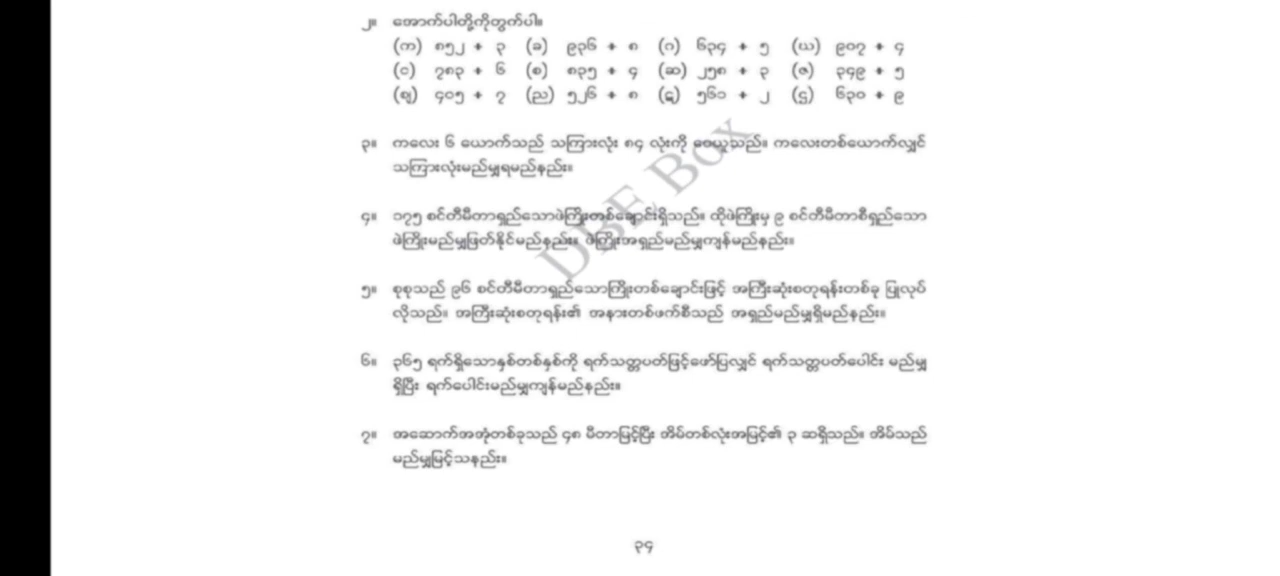 ၂။ အောက်ပါတို့ကိုတွက်ပါ။
(က) ၈၅၂ ÷ ၃ (ခ) ၉၃၆ ÷ ၈ (ဂ) ၆၃၄ ÷ ၅ (ဃ) ၉၀၇ ÷ ၄
(င) ၇၈၃ ÷ ၆ (စ) ၈၃၅ ÷ ၄ (ဆ) ၂၅၈ ÷ ၃ (ဇ) ၃၄၉ ÷ ၅
(ဈ) ၄၀၅ ÷ ၇ (ည) ၅၂၆ ÷ ၈ (ဋ) ၅၆၁ ÷ ၂ (ဌ) ၆၃၀ ÷ ၉
၃။ ကလေး ၆ ယောက်သည် သကြားလုံး ၈၄ လုံးကို ဝေယူသည်။ ကလေးတစ်ယောက်လျှင်
သကြားလုံးမည်မျှရမည်နည်း။
၄။ ၁၇၅ စင်တီမီတာရှည်သောဖဲကြိုးတစ်ချောင်းရှိသည်။ ထိုဖဲကြိုးမှ ၉ စင်တီမီတာစီရှည်သော
ဖဲကြိုးမည်မျှဖြတ်နိုင်မည်နည်း။ ဖဲကြိုးအရှည်မည်မျှကျန်မည်နည်း။
၅။ စုစုသည် ၉၆ စင်တီမီတာရှည်သောကြိုးတစ်ချောင်းဖြင့် အကြီးဆုံးစတုရန်းတစ်ခု ပြုလုပ်
လိုသည်။ အကြီးဆုံးစတုရန်း၏ အနားတစ်ဖက်စီသည် အရှည်မည်မျှရှိမည်နည်း။
၆။ ၃၆၅ ရက်ရှိသောနှစ်တစ်နှစ်ကို ရက်သတ္တပတ်ဖြင့်ဖော်ပြလျှင် ရက်သတ္တပတ်ပေါင်း မည်မျှ
ရှိပြီး ရက်ပေါင်းမည်မျှကျန်မည်နည်း။
၇။ အဆောက်အအုံတစ်ခုသည် ၄၈ မီတာမြင့်ပြီး အိမ်တစ်လုံးအမြင့်၏ ၃ ဆရှိသည်။ အိမ်သည်
မည်မျှမြင့်သနည်း။
DBE Box
၃၄